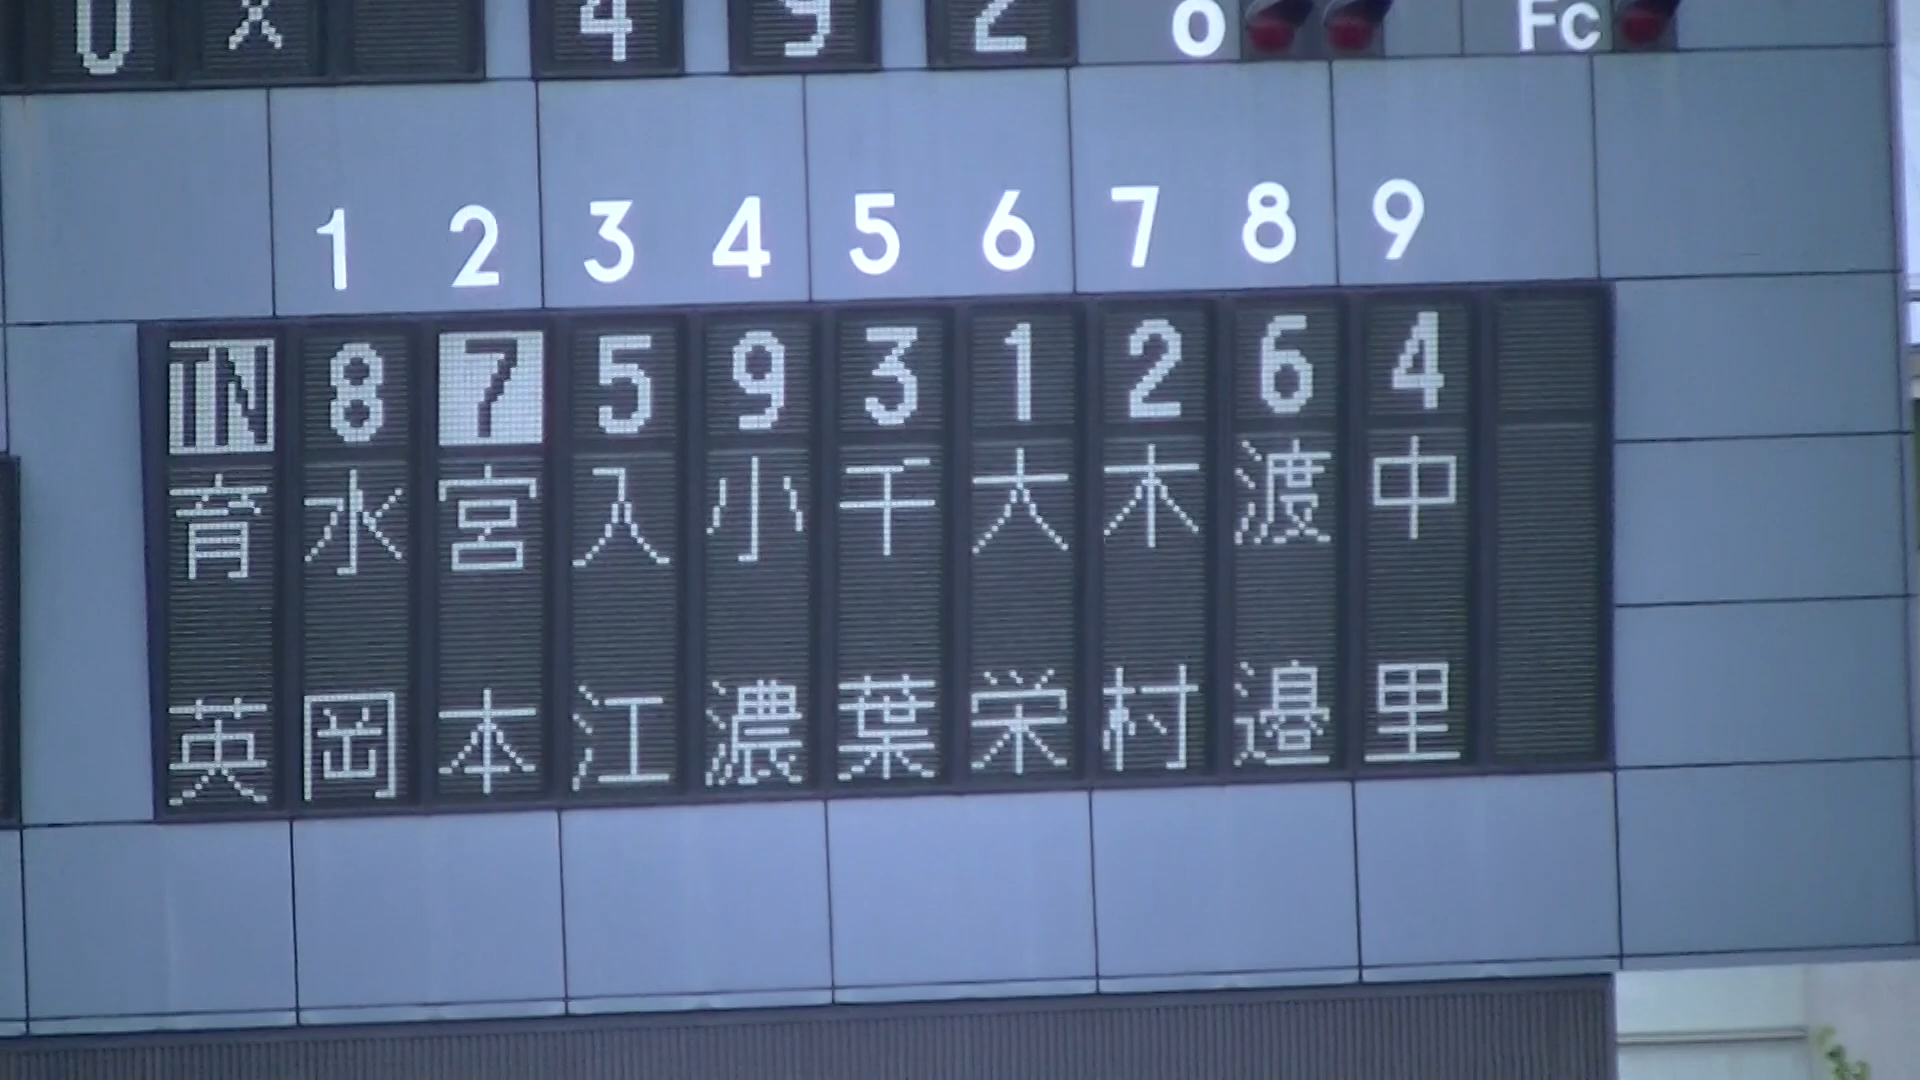 0 X 4 9 2 O Fc
1 2 3 4 5 6 7 8 9
IN 8 7 5 9 3 1 2 6 4
育英
水岡
宮本
入江
小濃
千葉
大栄
木村
渡邉
中里